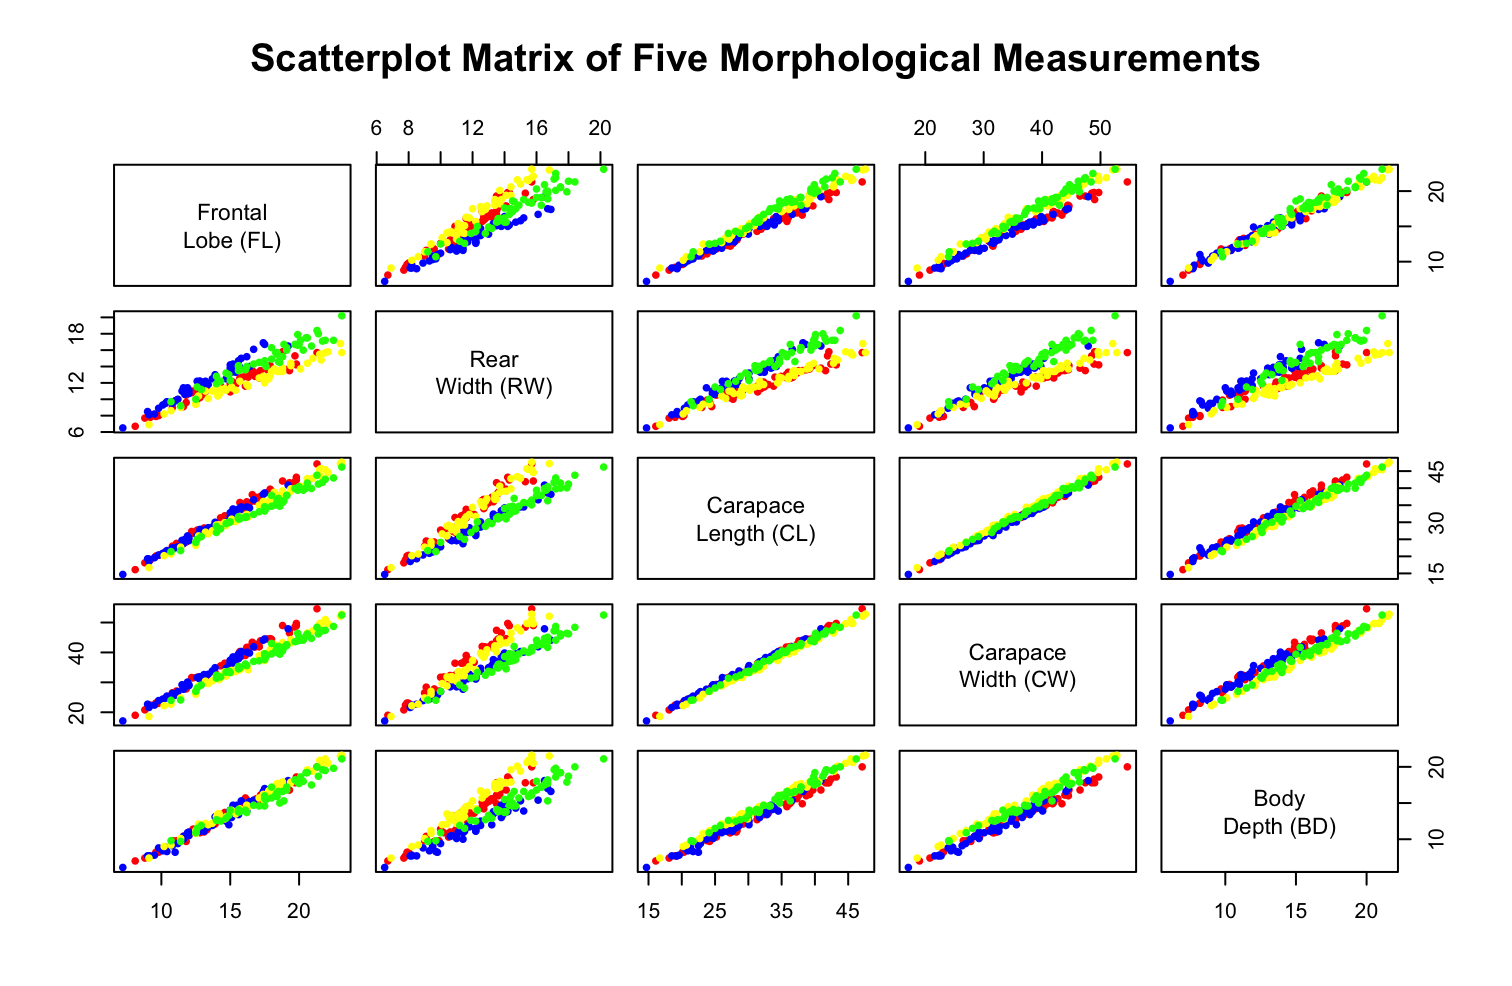 Scatterplot Matrix of Five Morphological Measurements
6 8 12 16 20
20 30 40 50
Frontal
Lobe (FL)
10 20
Rear
Width (RW)
6 12 18
Carapace
Length (CL)
15 30 45
Carapace
Width (CW)
20 40
Body
Depth (BD)
10 20
10 15 20
15 25 35 45
10 15 20